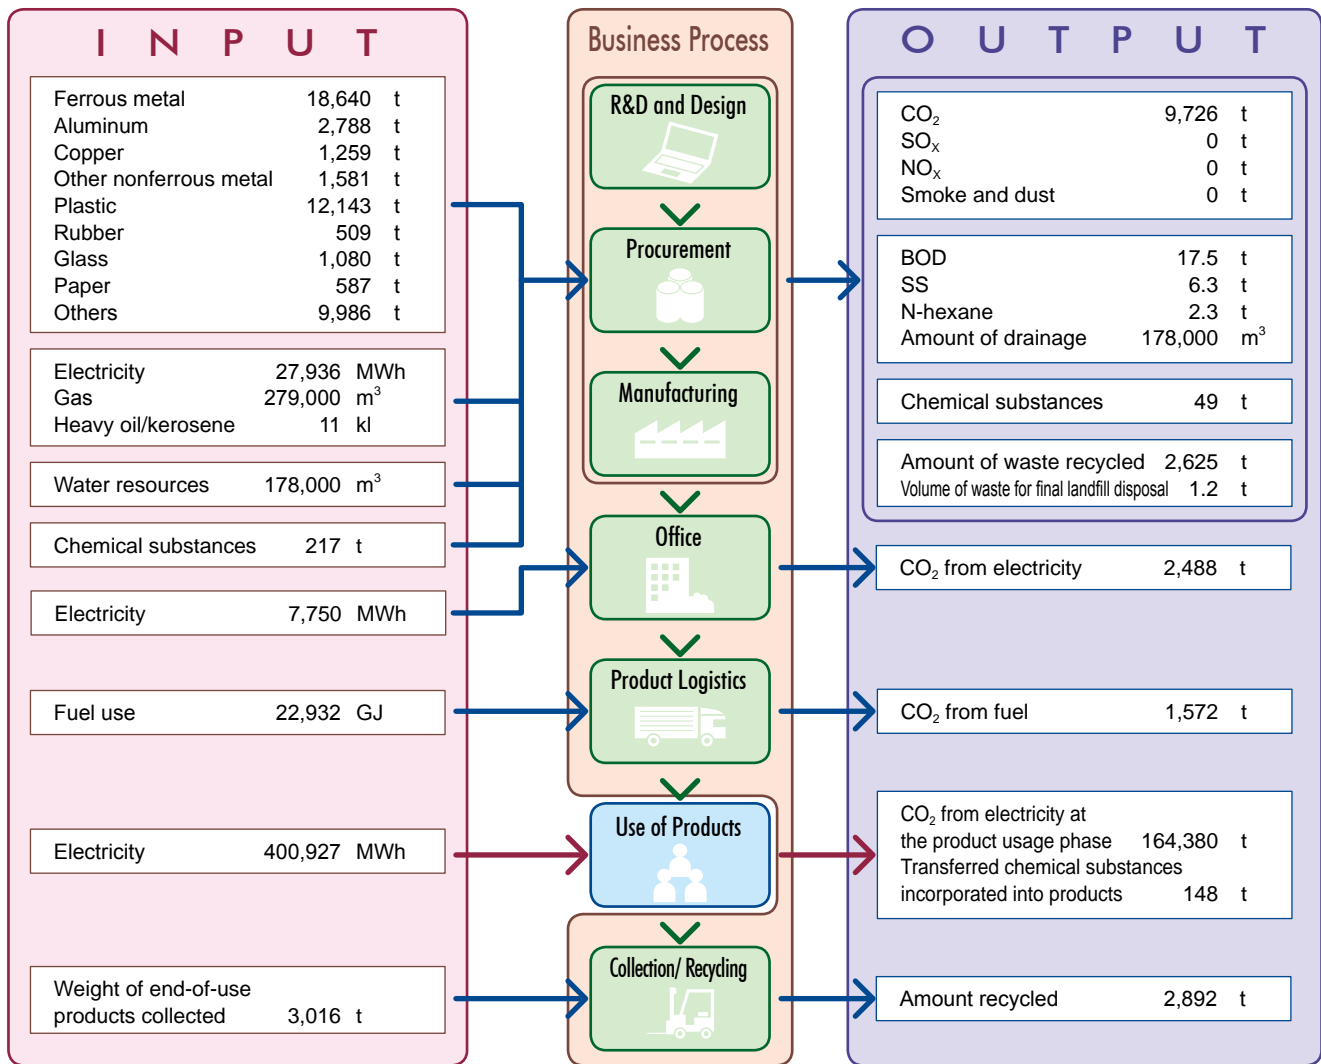 INPUT
Ferrous metal 18,640 t
Aluminum 2,788 t
Copper 1,259 t
Other nonferrous metal 1,581 t
Plastic 12,143 t
Rubber 509 t
Glass 1,080 t
Paper 587 t
Others 9,986 t
Electricity 27,936 MWh
Gas 279,000 m³
Heavy oil/kerosene 11 kl
Water resources 178,000 m³
Chemical substances 217 t
Electricity 7,750 MWh
Fuel use 22,932 GJ
Electricity 400,927 MWh
Weight of end-of-use
products collected 3,016 t
Business Process
R&D and Design
Procurement
Manufacturing
Office
Product Logistics
Use of Products
Collection/ Recycling
OUTPUT
CO₂ 9,726 t
SOₓ 0 t
NOₓ 0 t
Smoke and dust 0 t
BOD 17.5 t
SS 6.3 t
N-hexane 2.3 t
Amount of drainage 178,000 m³
Chemical substances 49 t
Amount of waste recycled 2,625 t
Volume of waste for final landfill disposal 1.2 t
CO₂ from electricity 2,488 t
CO₂ from fuel 1,572 t
CO₂ from electricity at
the product usage phase 164,380 t
Transferred chemical substances
incorporated into products 148 t
Amount recycled 2,892 t